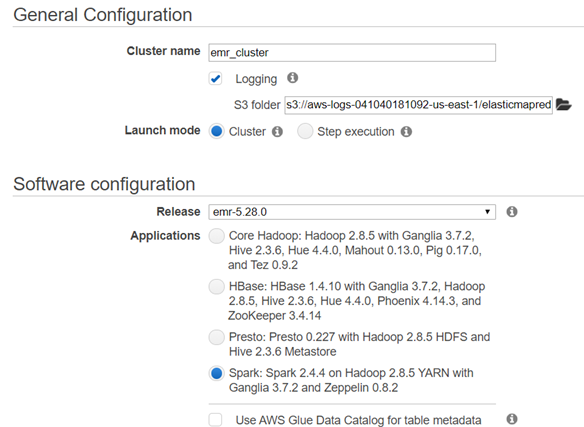 General Configuration
Cluster name emr_cluster
Logging
S3 folder s3://aws-logs-041040181092-us-east-1/elasticmapred
Launch mode Cluster Step execution
Software configuration
Release emr-5.28.0
Applications Core Hadoop: Hadoop 2.8.5 with Ganglia 3.7.2,
Hive 2.3.6, Hue 4.4.0, Mahout 0.13.0, Pig 0.17.0,
and Tez 0.9.2
HBase: HBase 1.4.10 with Ganglia 3.7.2, Hadoop
2.8.5, Hive 2.3.6, Hue 4.4.0, Phoenix 4.14.3, and
ZooKeeper 3.4.14
Presto: Presto 0.227 with Hadoop 2.8.5 HDFS and
Hive 2.3.6 Metastore
Spark: Spark 2.4.4 on Hadoop 2.8.5 YARN with
Ganglia 3.7.2 and Zeppelin 0.8.2
Use AWS Glue Data Catalog for table metadata